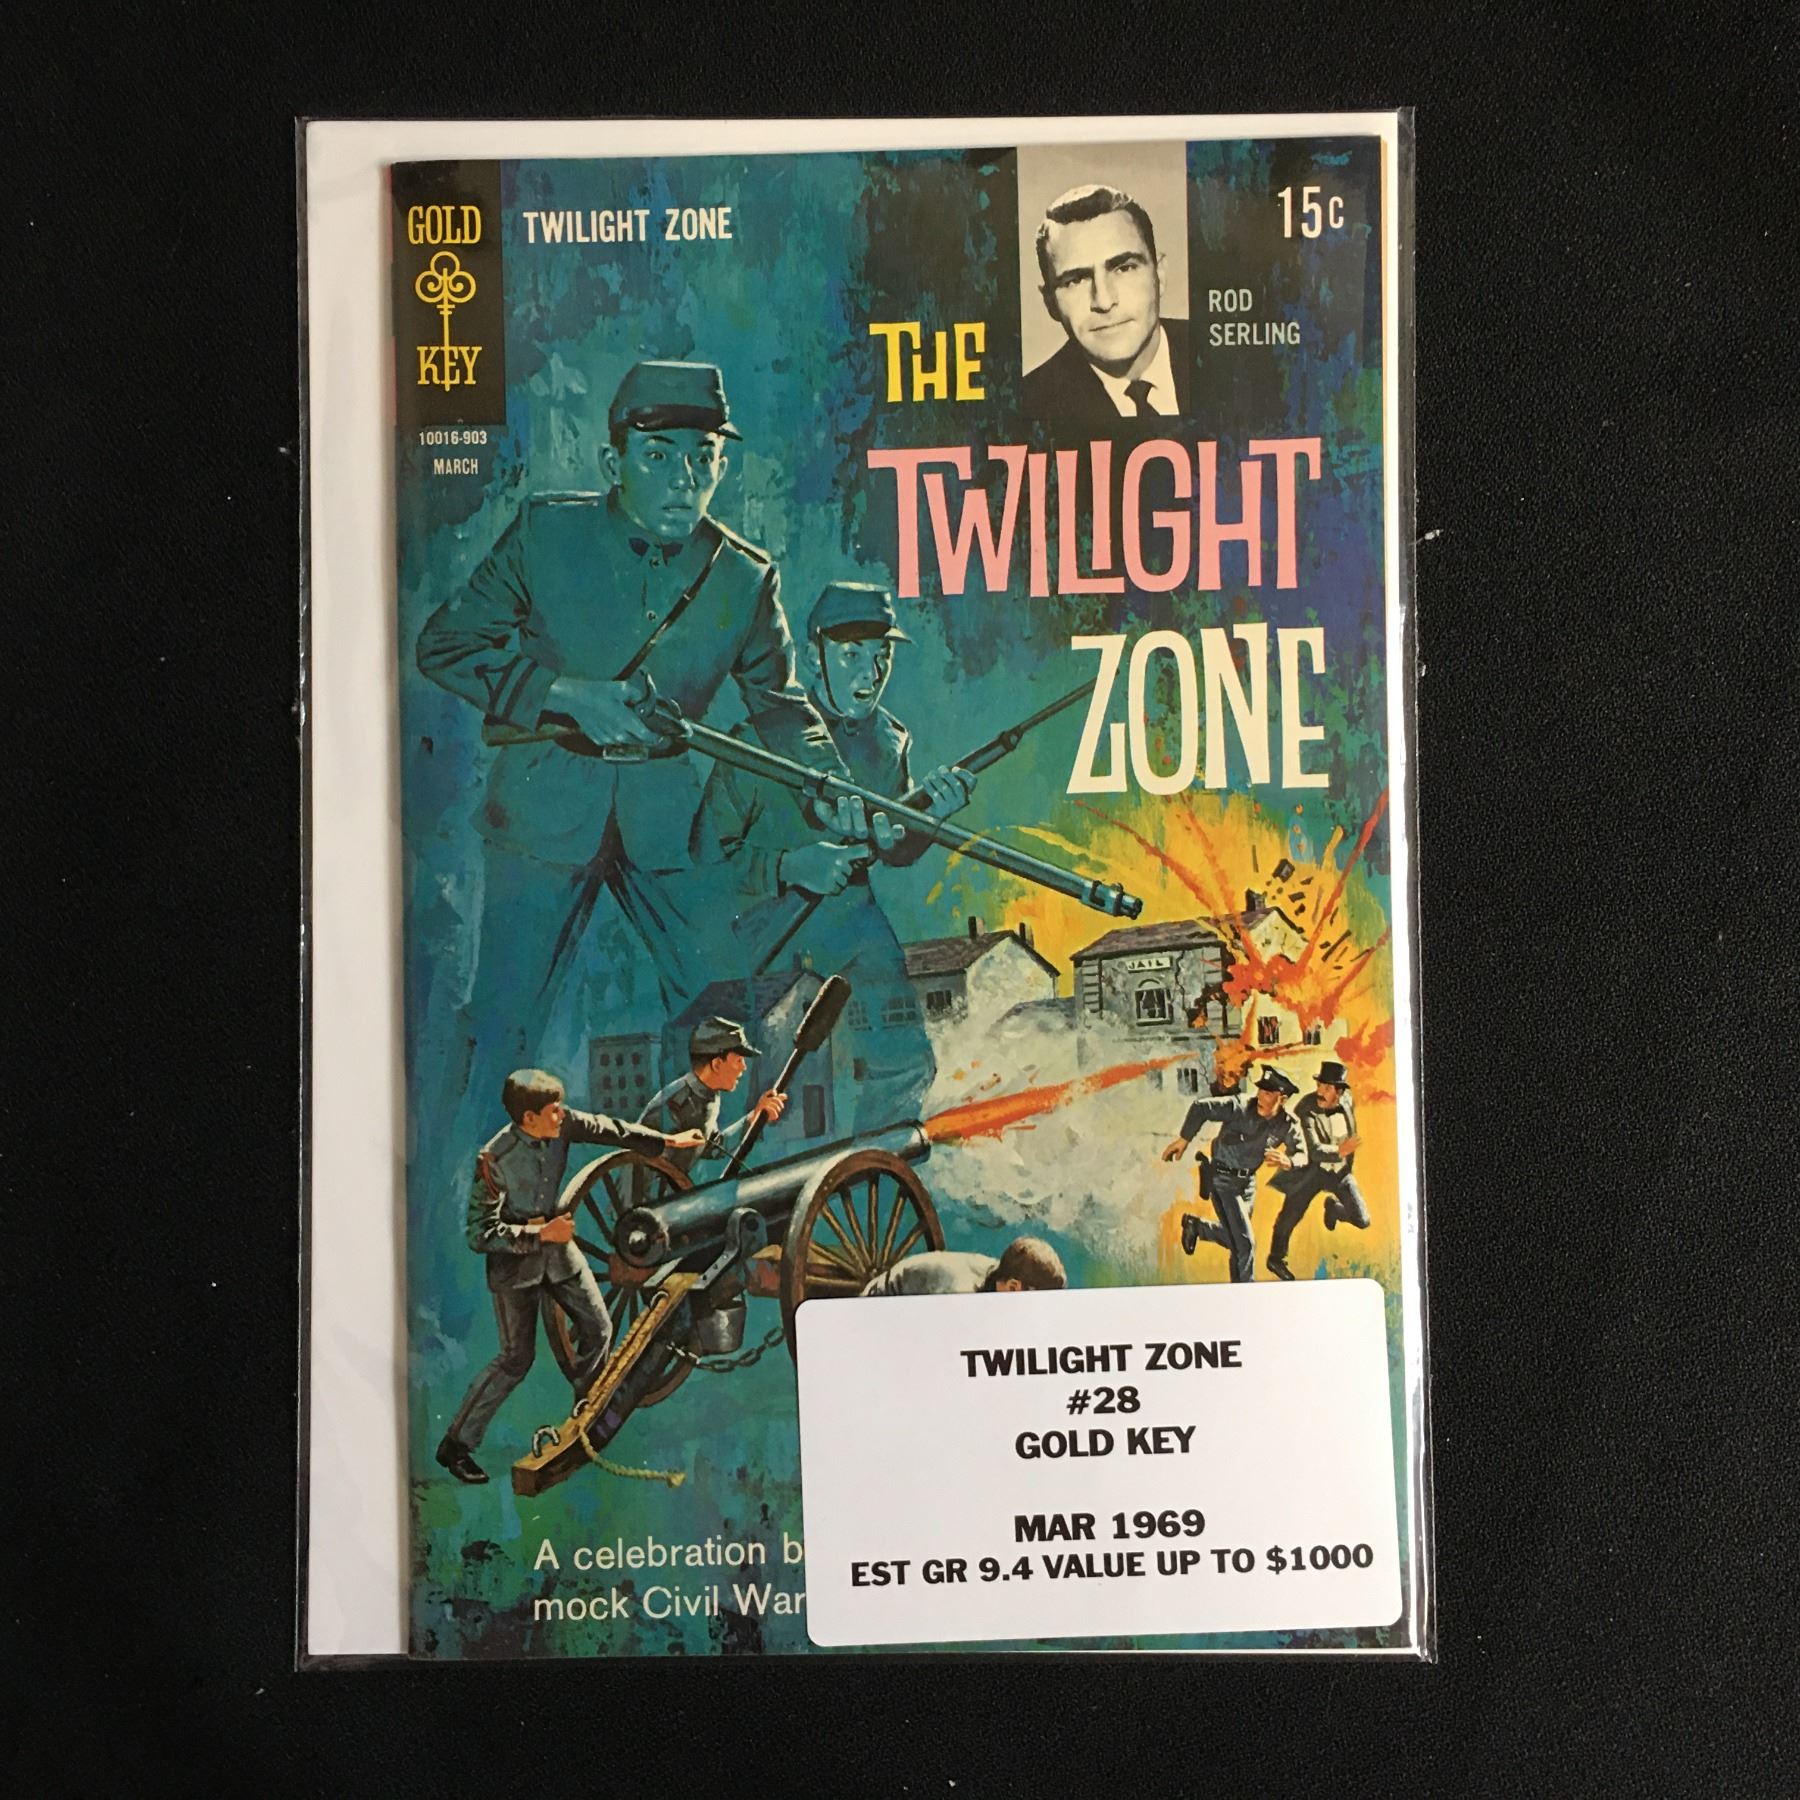 GOLD
KEY
TWILIGHT ZONE
10016-903
MARCH
15c
ROD
SERLING
THE
TWILIGHT
ZONE
JAIL
A celebration b
mock Civil War
TWILIGHT ZONE
#28
GOLD KEY
MAR 1969
EST GR 9.4 VALUE UP TO $1000